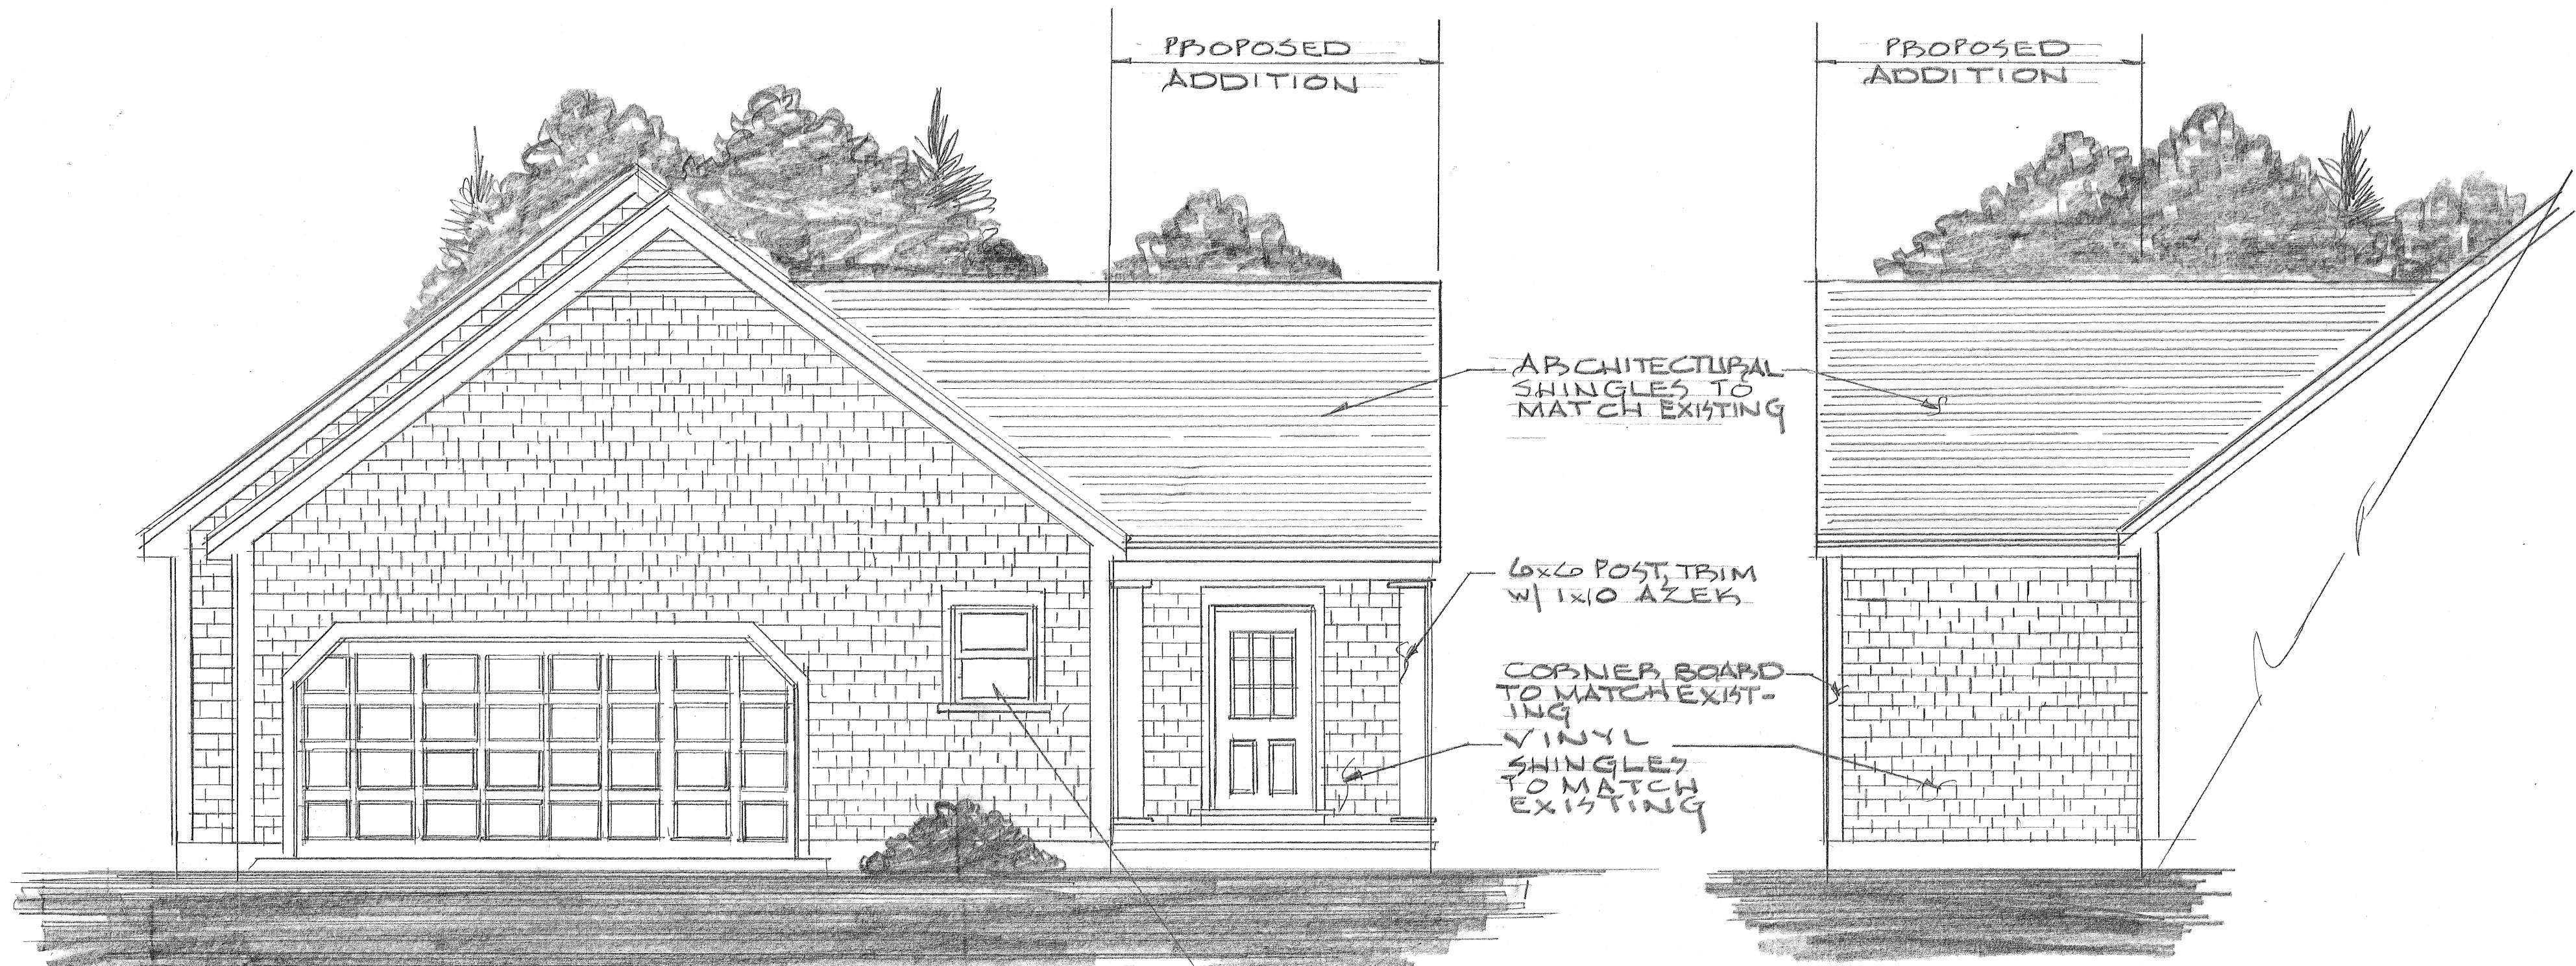 PROPOSED
ADDITION
PROPOSED
ADDITION
ARCHITECTURAL
SHINGLES TO
MATCH EXISTING
6x6 POST, TRIM
W/ 1x10 AZEK
CORNER BOARD
TO MATCH EXIST-
ING
VINYL
SHINGLES
TO MATCH
EXISTING